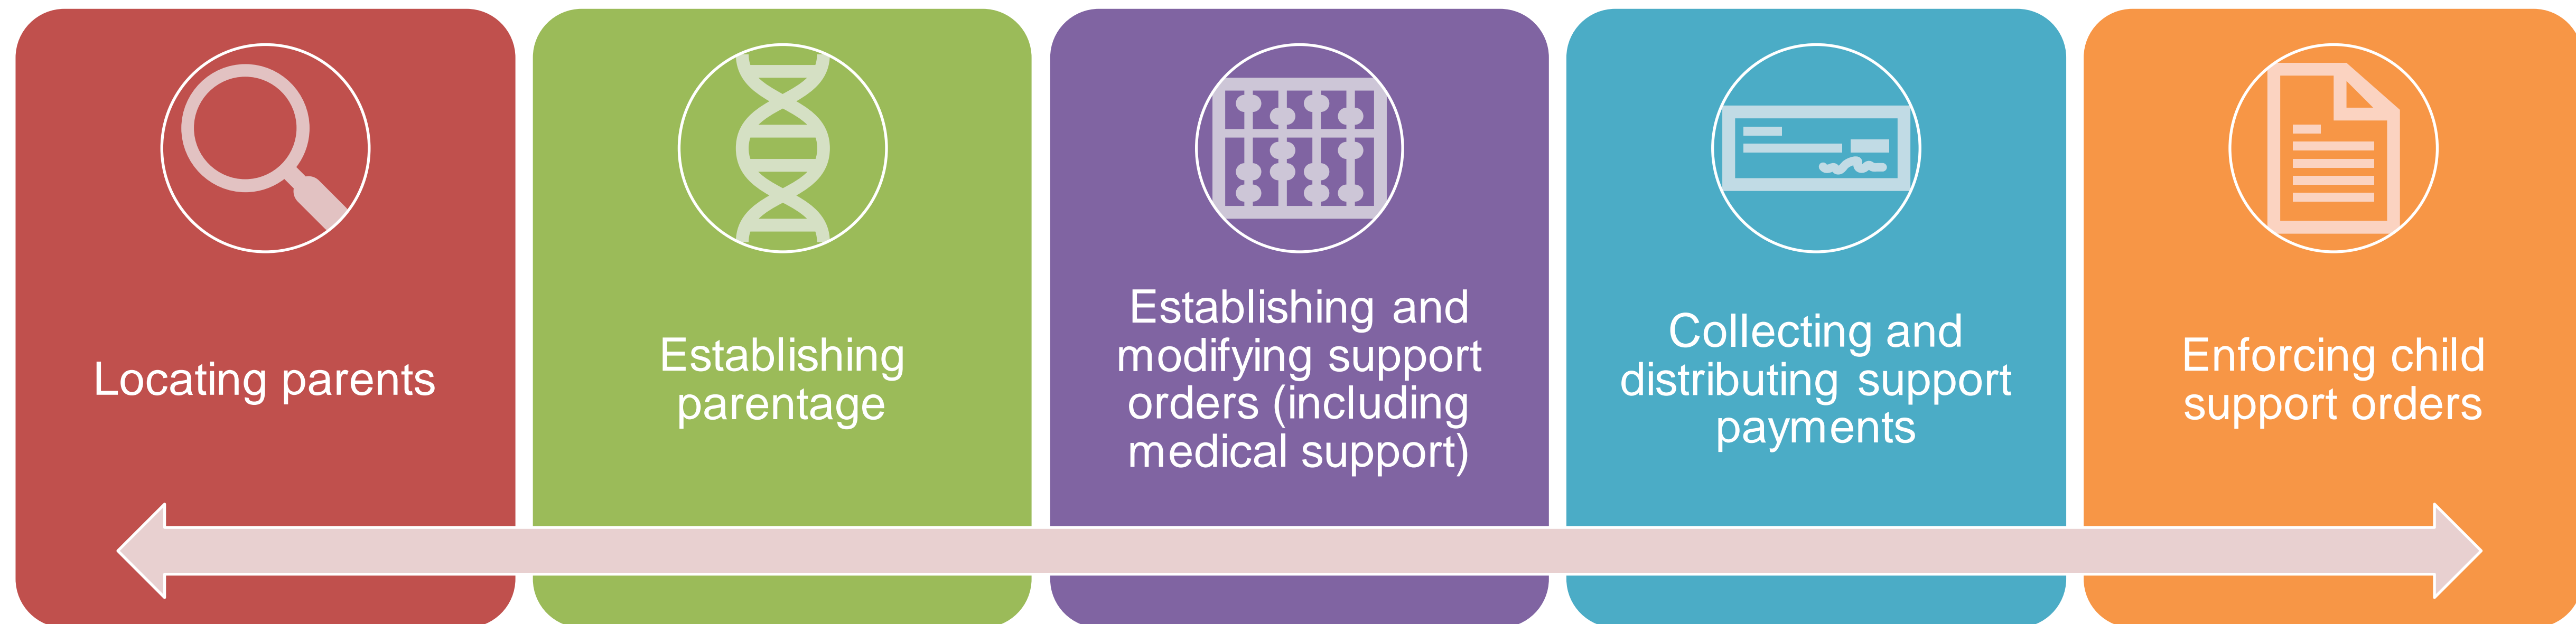 Locating parents
Establishing
parentage
Establishing and
modifying support
orders (including
medical support)
Collecting and
distributing support
payments
Enforcing child
support orders